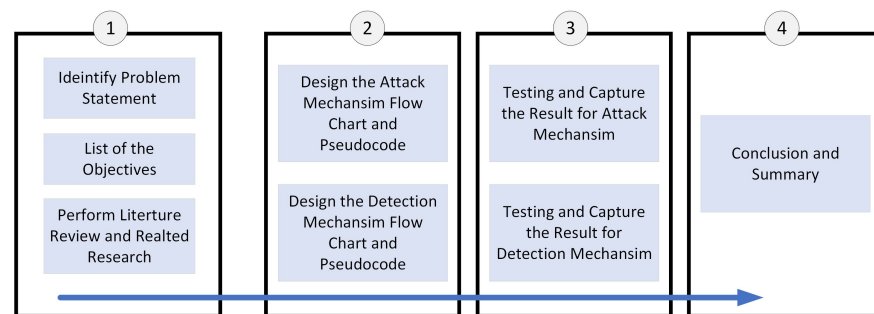 1
Ideintify Problem
Statement
List of the
Objectives
Perform Literture
Review and Realted
Research
2
Design the Attack
Mechansim Flow
Chart and
Pseudocode
Design the Detection
Mechansim Flow
Chart and
Pseudocode
3
Testing and Capture
the Result for Attack
Mechansim
Testing and Capture
the Result for
Detection Mechansim
4
Conclusion and
Summary